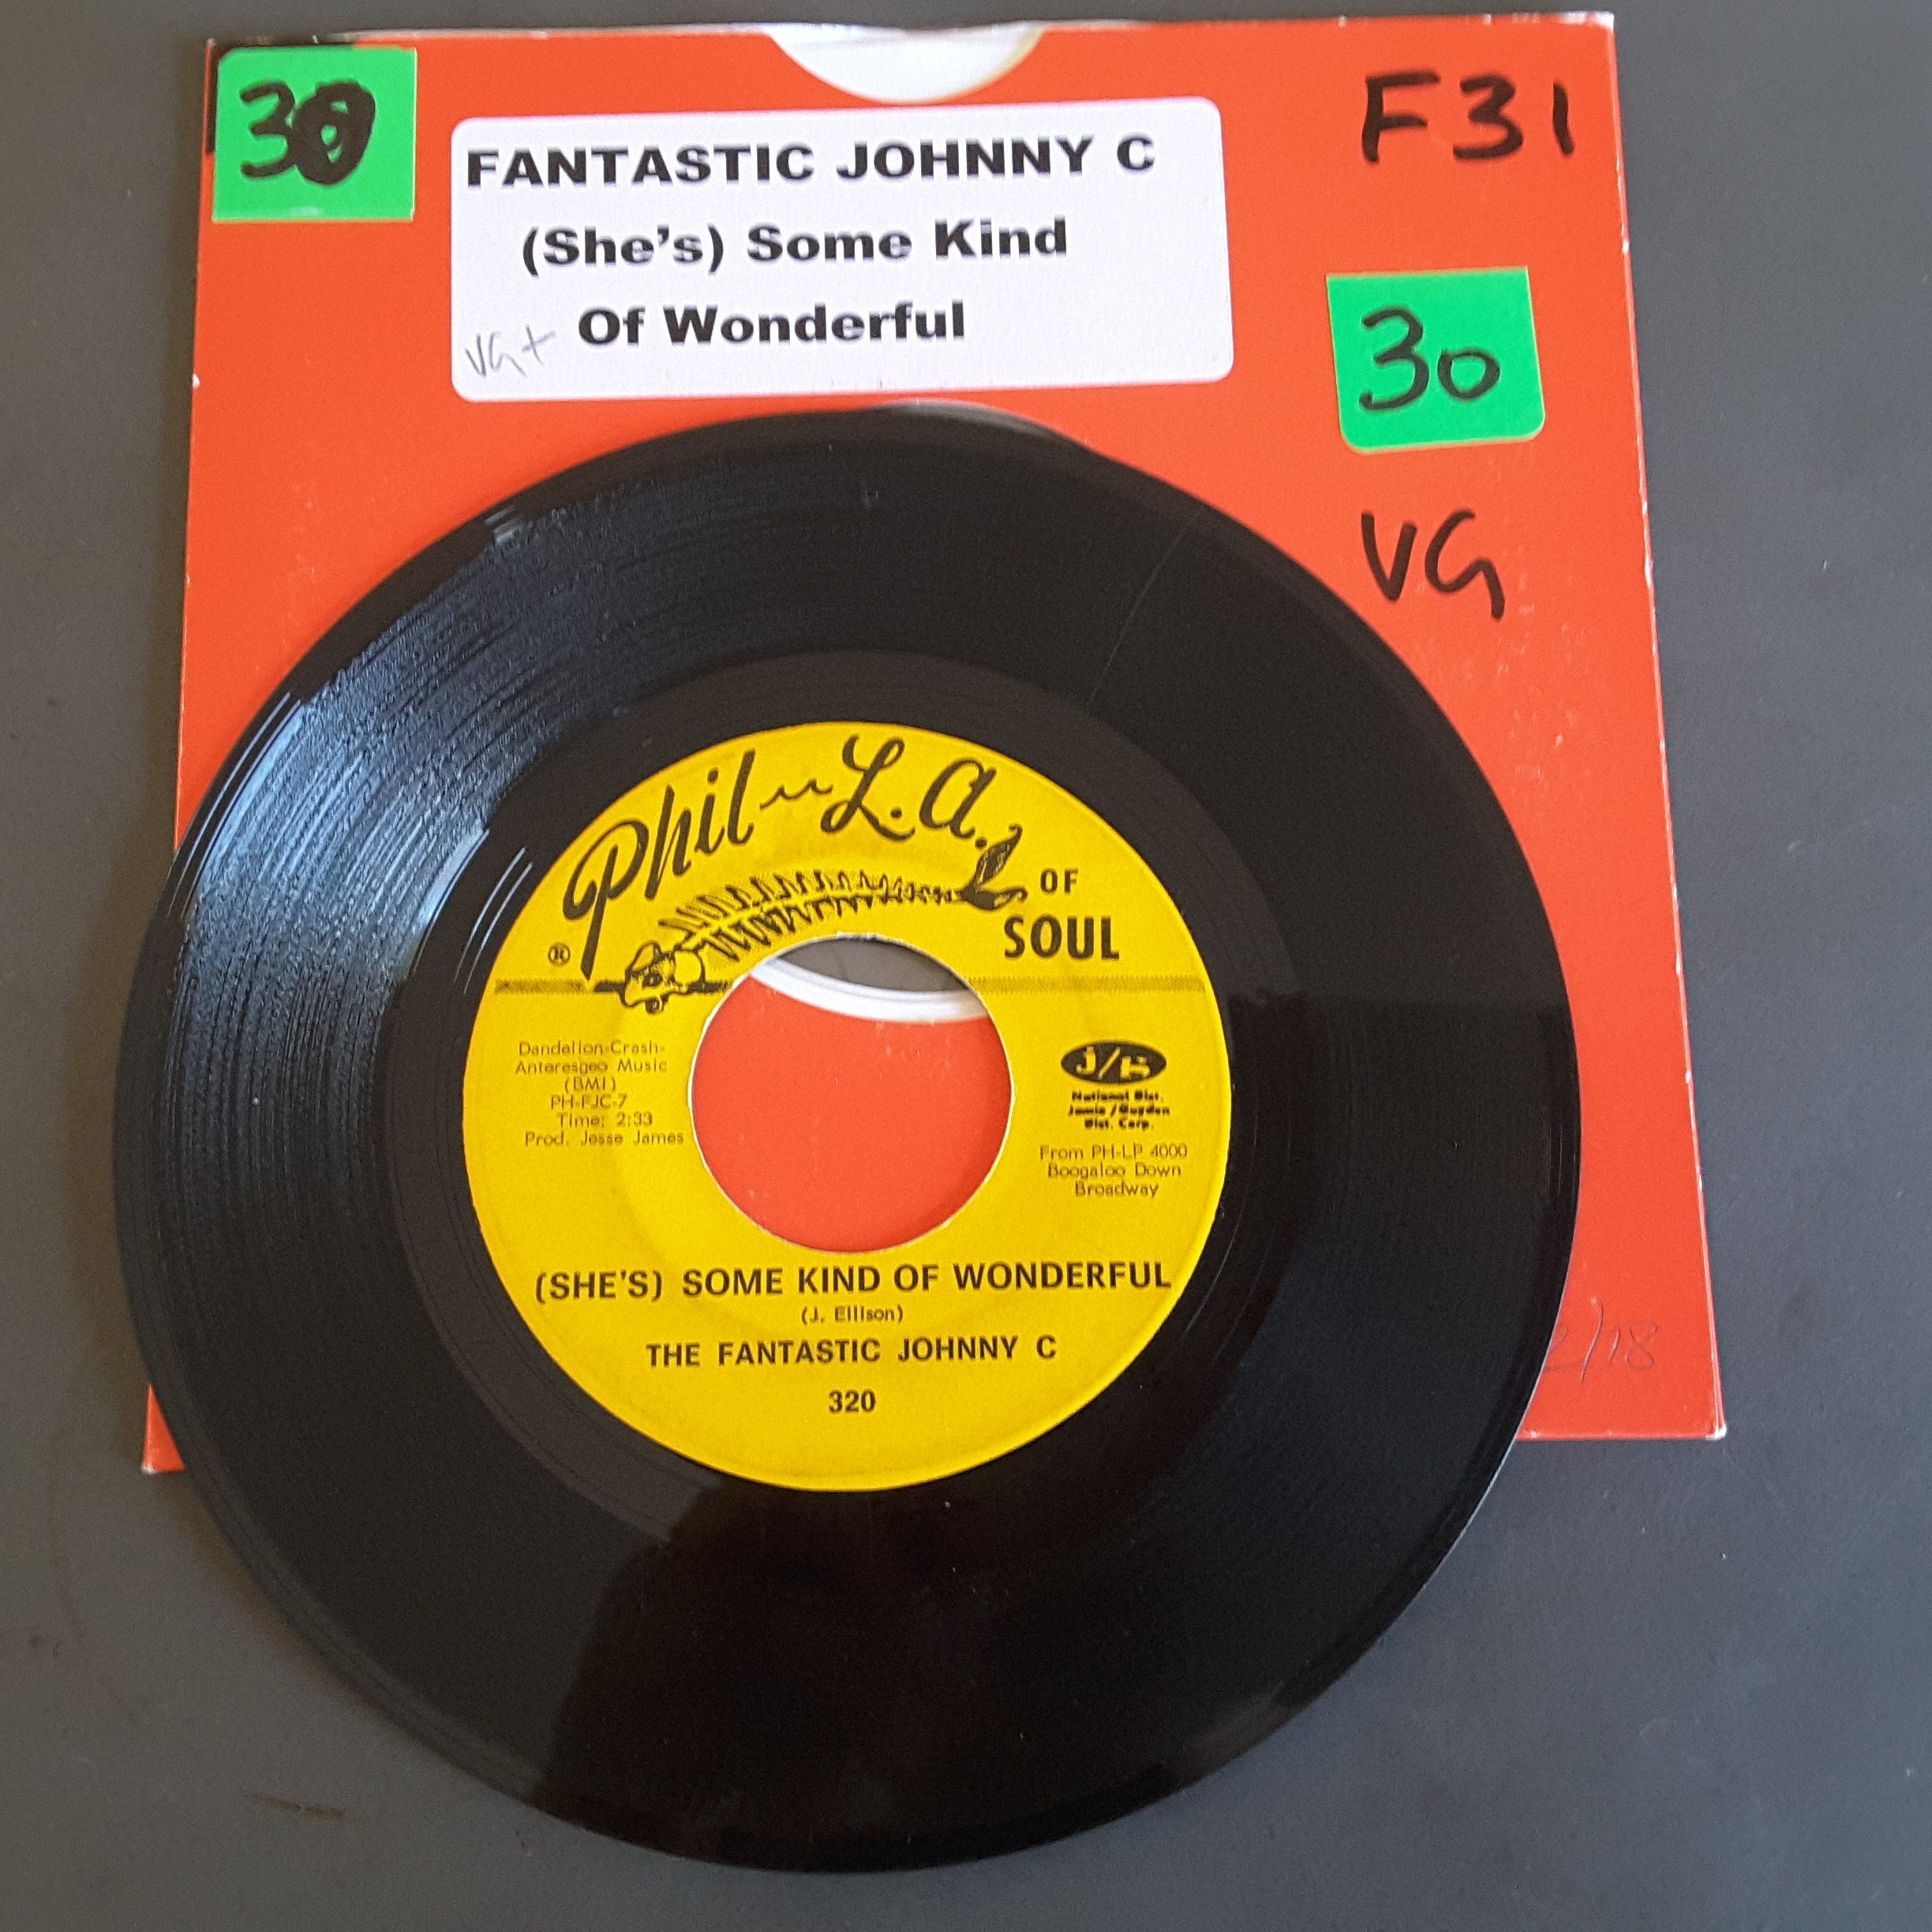 30
F31
FANTASTIC JOHNNY C
(She's) Some Kind
Of Wonderful
VG+
30
VG
Phil-L.A.
OF
SOUL
®
Dandelion-Crash-
Anteresgeo Music
(BMI)
PH-FJC-7
Time: 2:33
Prod. Jesse James
J/G
National Dist.
Jamie/Guyden
Dist. Corp.
From PH-LP 4000
Boogaloo Down
Broadway
(SHE'S) SOME KIND OF WONDERFUL
(J. Ellison)
THE FANTASTIC JOHNNY C
320
2/18